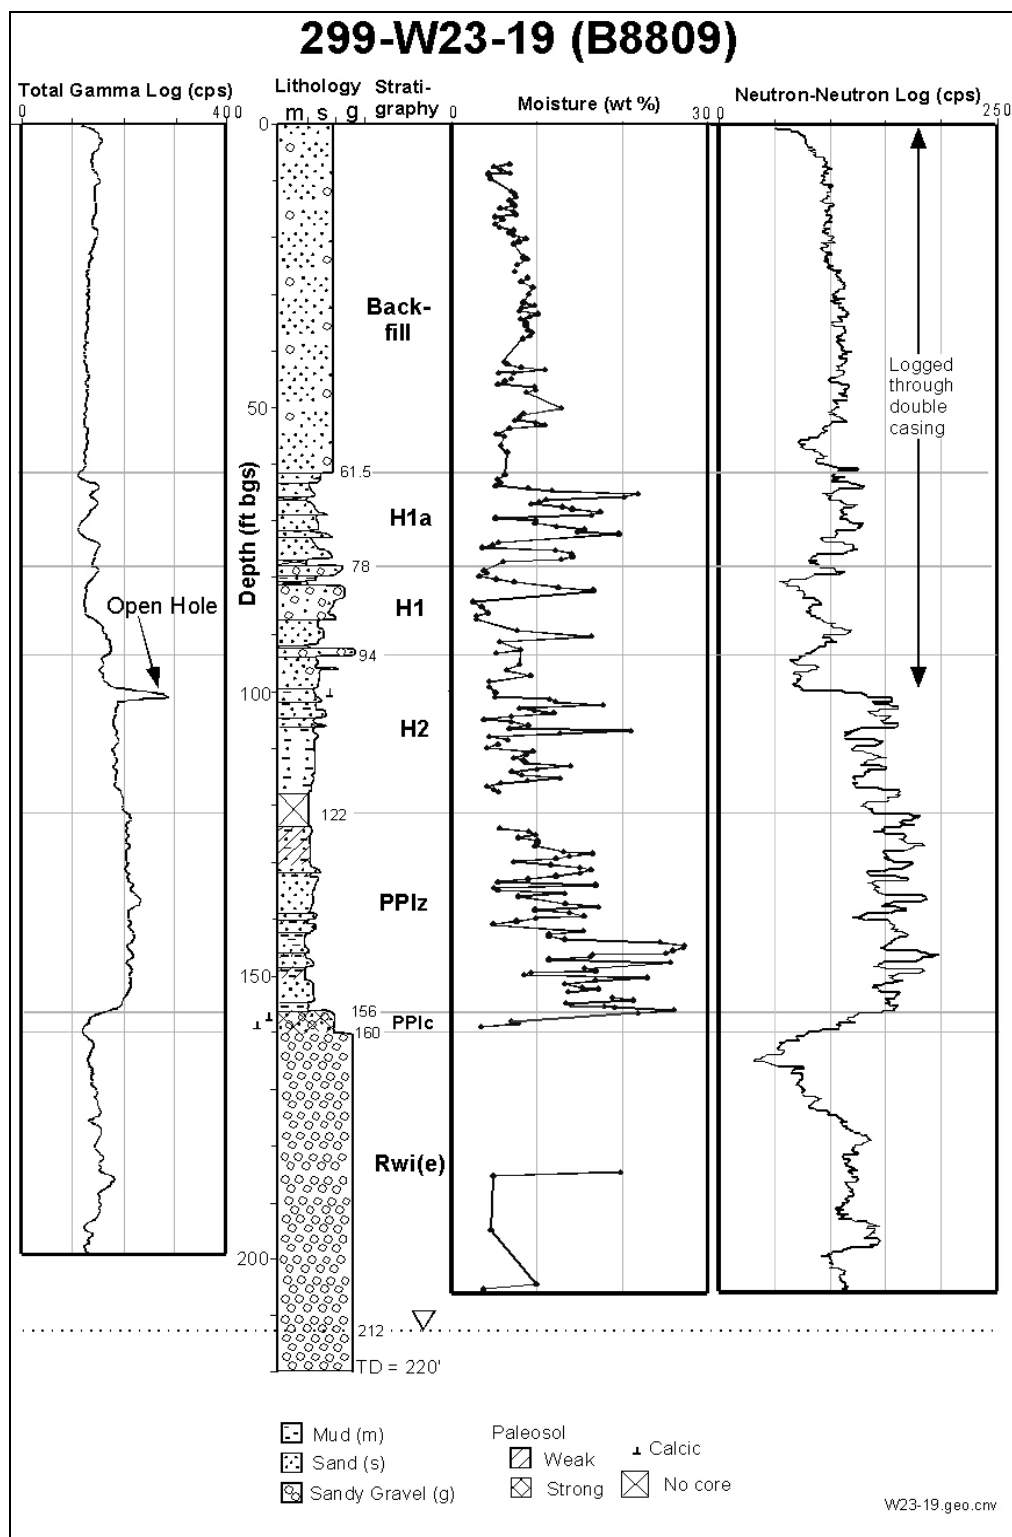 299-W23-19 (B8809)
Total Gamma Log (cps)
0 400
Lithology
m s g
Strati-
graphy
Moisture (wt %)
0 30
Neutron-Neutron Log (cps)
0 250
Depth (ft bgs)
0
50
100
150
200
Back-
fill
61.5
H1a
78
H1
94
H2
122
PPlz
156
PPlc
160
Rwi(e)
212
TD = 220'
Open Hole
Logged
through
double
casing
Mud (m)
Sand (s)
Sandy Gravel (g)
Paleosol
Weak
Strong
Calcic
No core
W23-19.geo.cnv